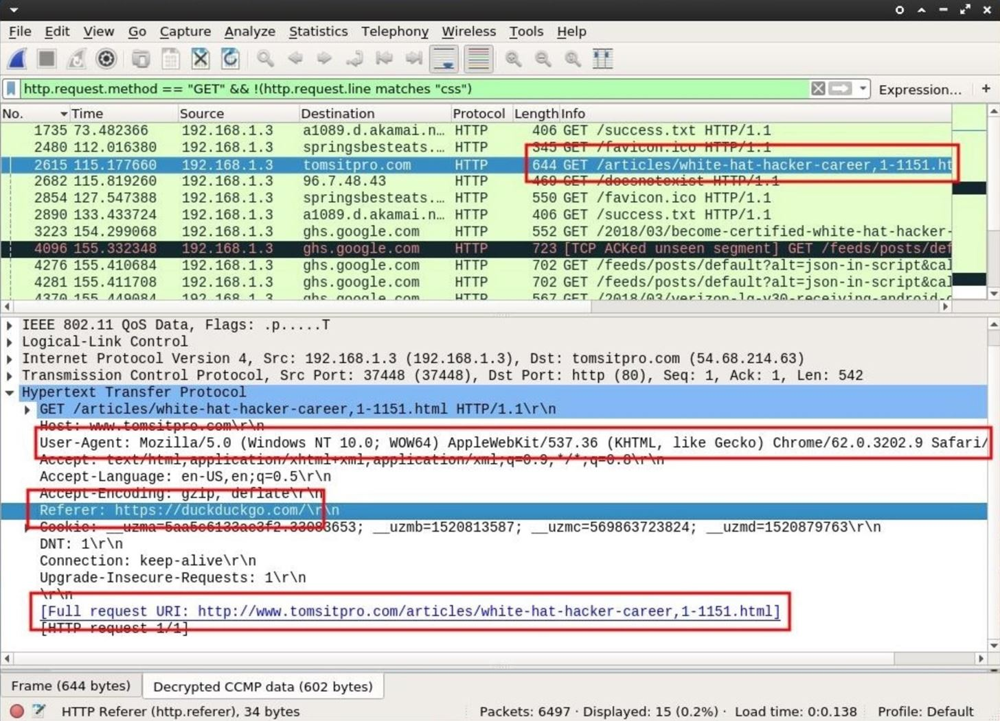 File Edit View Go Capture Analyze Statistics Telephony Wireless Tools Help
http.request.method == "GET" && !(http.request.line matches "css")
Expression… +
No. Time Source Destination Protocol Length Info
1735 73.482366 192.168.1.3 a1089.d.akamai.n… HTTP 406 GET /success.txt HTTP/1.1
2480 112.016380 192.168.1.3 springsbesteats.… HTTP 345 GET /favicon.ico HTTP/1.1
2615 115.177660 192.168.1.3 tomsitpro.com HTTP 644 GET /articles/white-hat-hacker-career,1-1151.ht
2682 115.819260 192.168.1.3 96.7.48.43 HTTP 469 GET /doesnotexist HTTP/1.1
2854 127.547388 192.168.1.3 springsbesteats.… HTTP 550 GET /favicon.ico HTTP/1.1
2890 133.433724 192.168.1.3 a1089.d.akamai.n… HTTP 406 GET /success.txt HTTP/1.1
3223 154.299068 192.168.1.3 ghs.google.com HTTP 552 GET /2018/03/become-certified-white-hat-hacker-
4096 155.332348 192.168.1.3 ghs.google.com HTTP 723 [TCP ACKed unseen segment] GET /feeds/posts/def
4276 155.410684 192.168.1.3 ghs.google.com HTTP 702 GET /feeds/posts/default?alt=json-in-script&cal
4281 155.411708 192.168.1.3 ghs.google.com HTTP 702 GET /feeds/posts/default?alt=json-in-script&cal
4370 155.449084 192.168.1.3 ghs.google.com HTTP 567 GET /2018/03/verizon-lg-v30-receiving-android-o
IEEE 802.11 QoS Data, Flags: .p.....T
Logical-Link Control
Internet Protocol Version 4, Src: 192.168.1.3 (192.168.1.3), Dst: tomsitpro.com (54.68.214.63)
Transmission Control Protocol, Src Port: 37448 (37448), Dst Port: http (80), Seq: 1, Ack: 1, Len: 542
Hypertext Transfer Protocol
GET /articles/white-hat-hacker-career,1-1151.html HTTP/1.1\r\n
Host: www.tomsitpro.com\r\n
User-Agent: Mozilla/5.0 (Windows NT 10.0; WOW64) AppleWebKit/537.36 (KHTML, like Gecko) Chrome/62.0.3202.9 Safari/
Accept: text/html,application/xhtml+xml,application/xml;q=0.9,*/*;q=0.8\r\n
Accept-Language: en-US,en;q=0.5\r\n
Accept-Encoding: gzip, deflate\r\n
Referer: https://duckduckgo.com/\r\n
Cookie: __uzma=5aa5c6133ae3f2.33083653; __uzmb=1520813587; __uzmc=569863723824; __uzmd=1520879763\r\n
DNT: 1\r\n
Connection: keep-alive\r\n
Upgrade-Insecure-Requests: 1\r\n
\r\n
[Full request URI: http://www.tomsitpro.com/articles/white-hat-hacker-career,1-1151.html]
[HTTP request 1/1]
Frame (644 bytes) Decrypted CCMP data (602 bytes)
HTTP Referer (http.referer), 34 bytes Packets: 6497 · Displayed: 15 (0.2%) · Load time: 0:0.138 Profile: Default